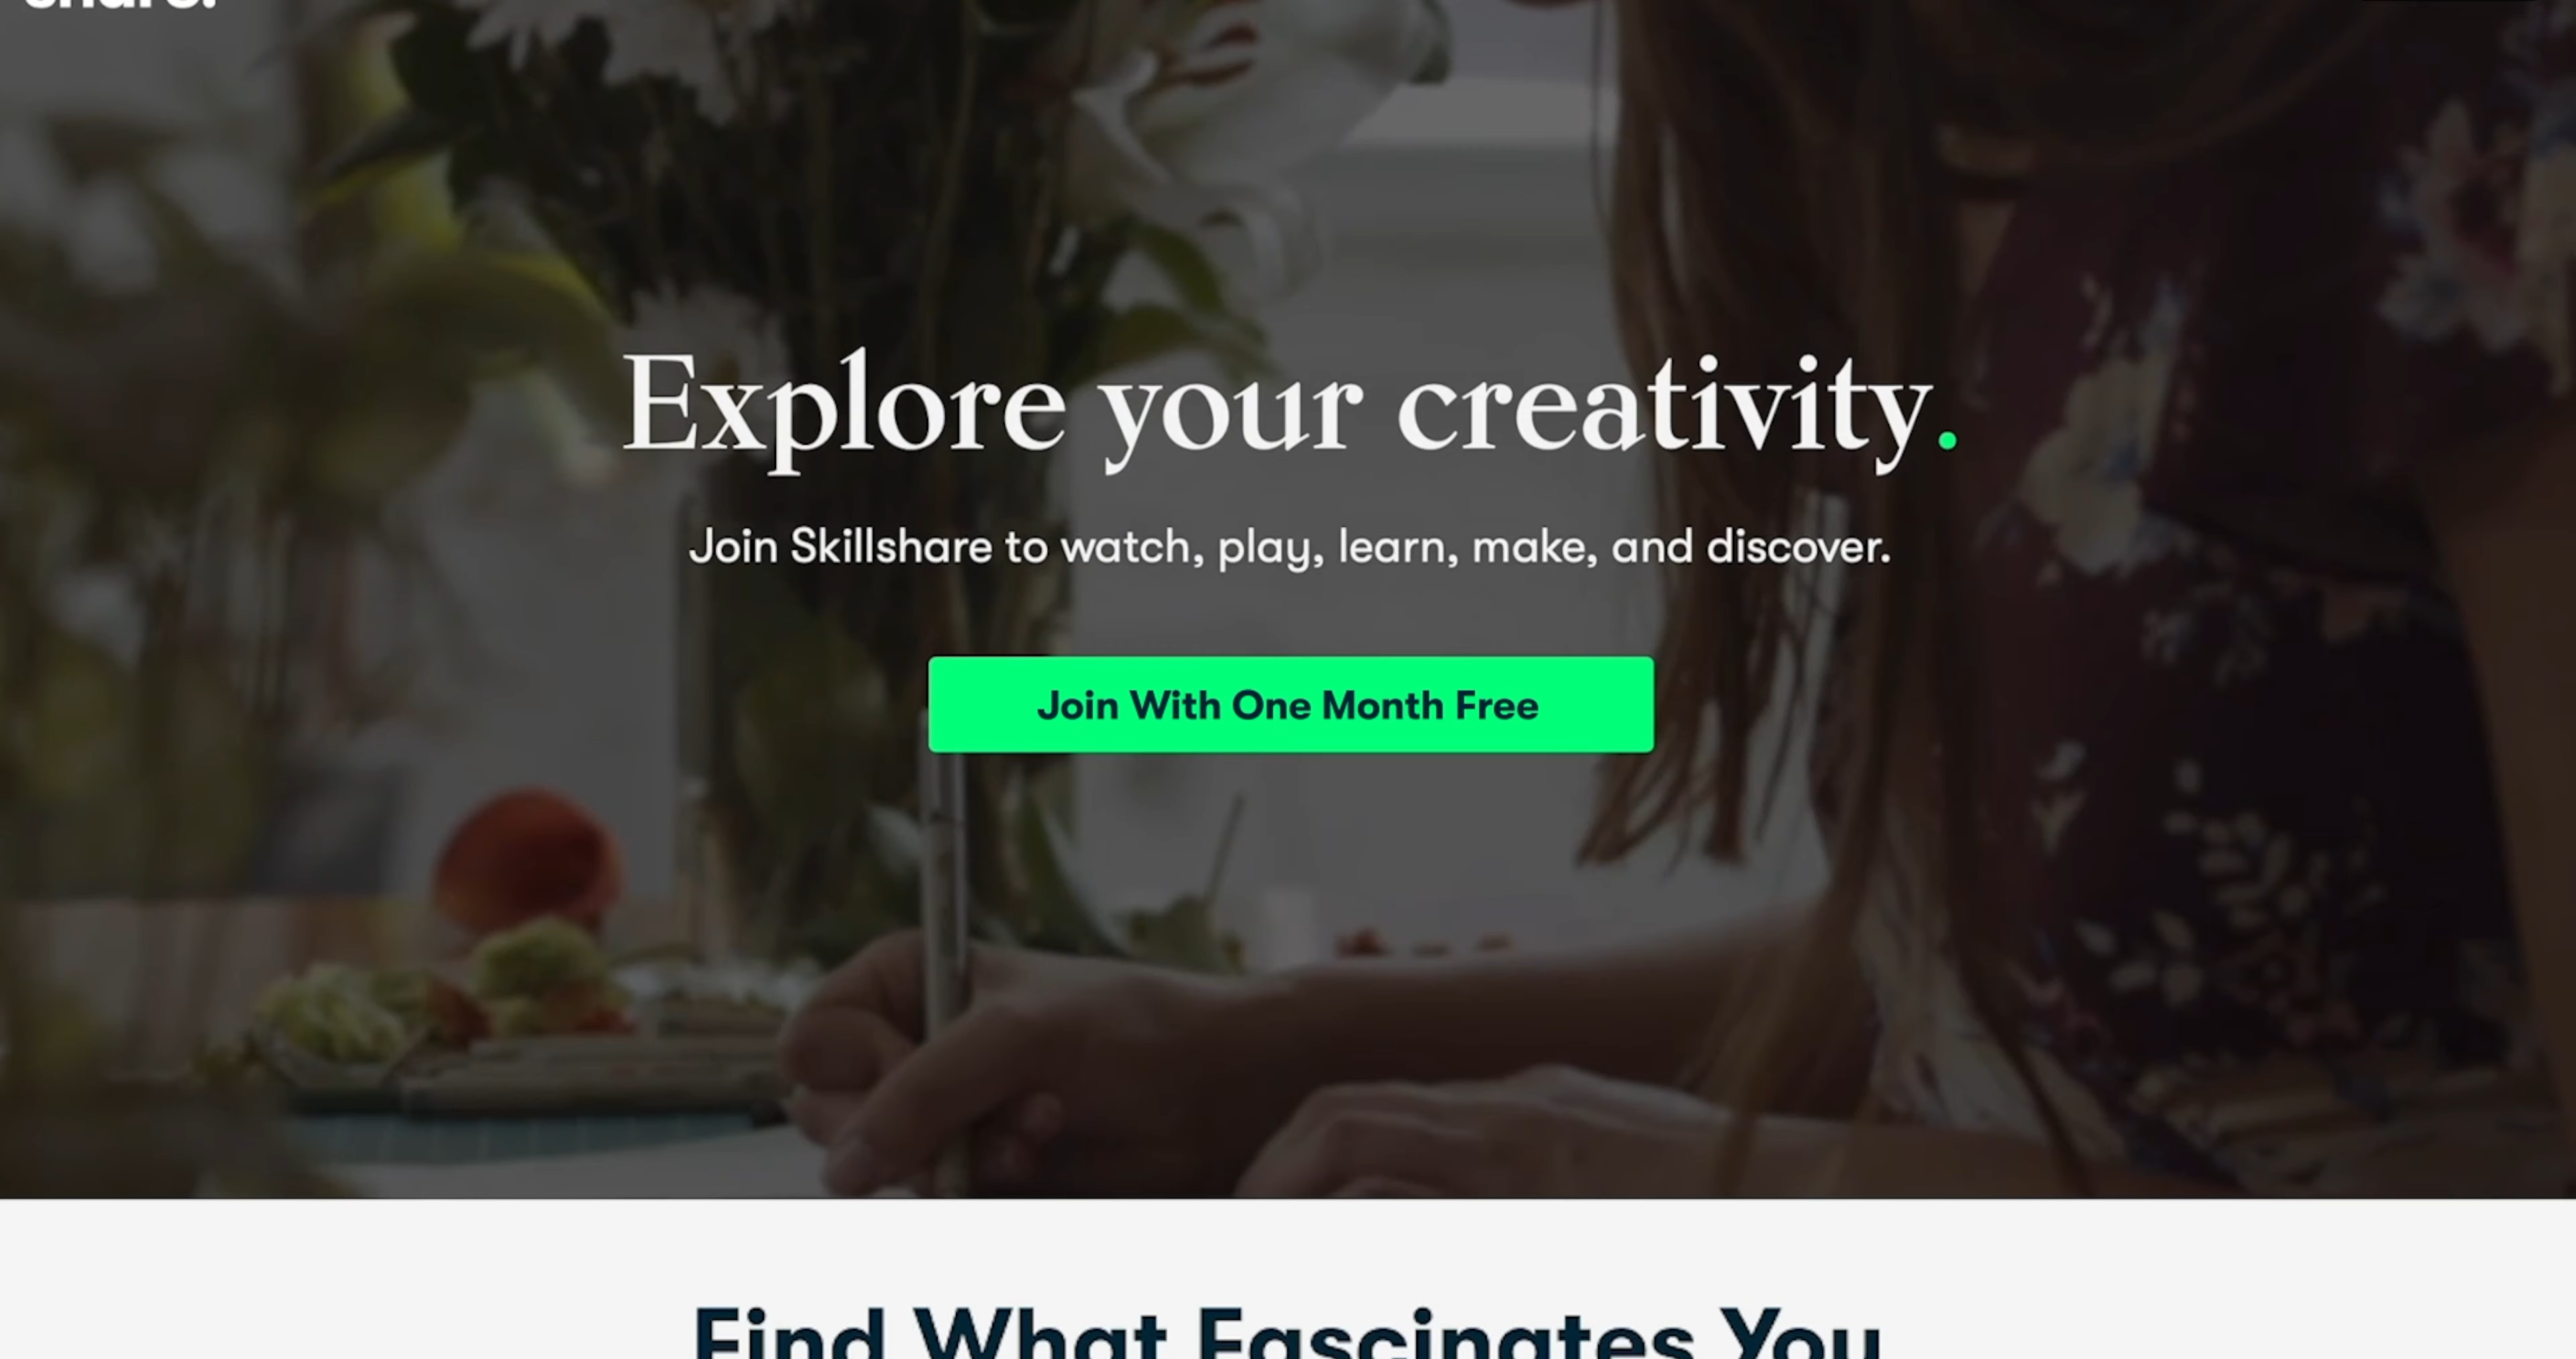 share.
Explore your creativity.
Join Skillshare to watch, play, learn, make, and discover.
Join With One Month Free
Find What Fascinates You